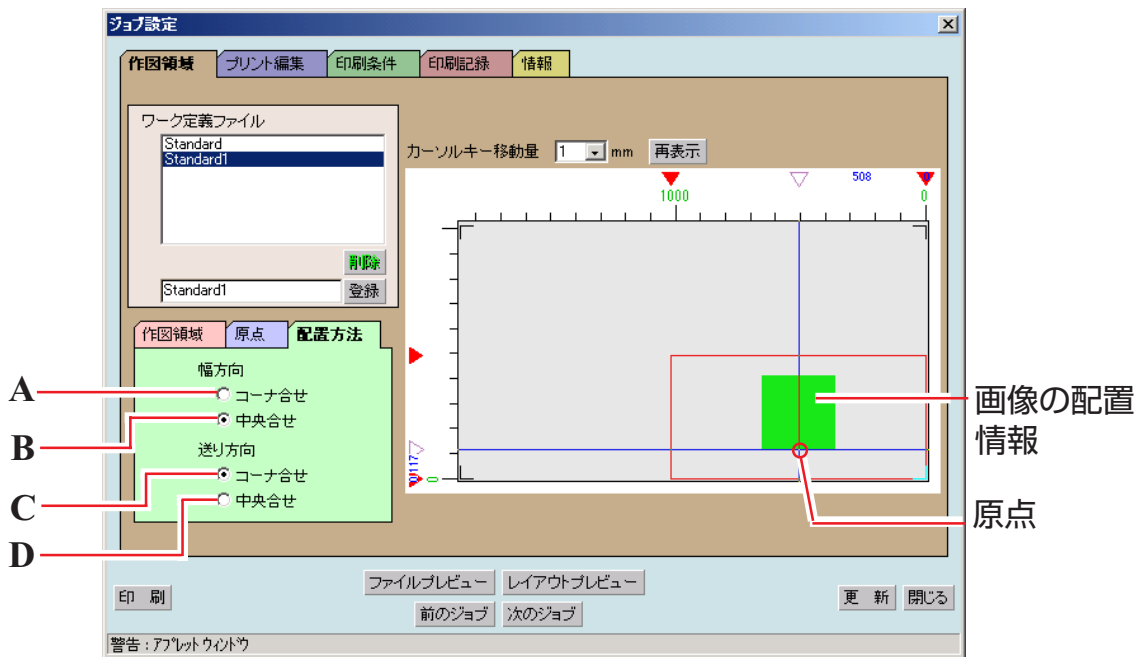 ジョブ設定
作図領域 プリント編集 印刷条件 印刷記録 情報
ワーク定義ファイル
Standard
Standard1
削除
Standard1 登録
カーソルキー移動量 1 mm 再表示
508 0
1000 0
作図領域 原点 配置方法
幅方向
A コーナ合せ
B 中央合せ
送り方向
C コーナ合せ
D 中央合せ
117
0
0
画像の配置
情報
原点
ファイルプレビュー レイアウトプレビュー
印 刷 更 新 閉じる
前のジョブ 次のジョブ
警告 : アプレット ウィンドウ